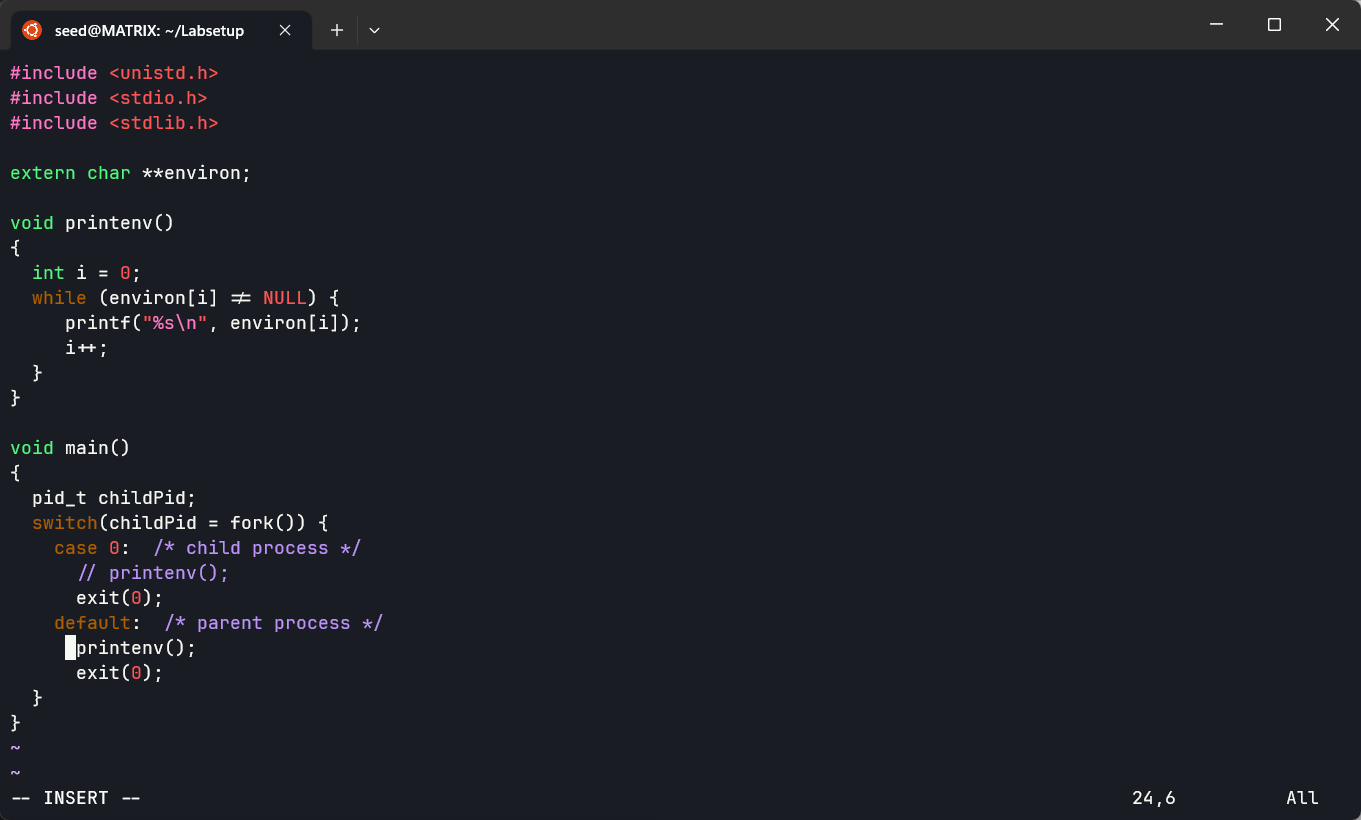 seed@MATRIX: ~/Labsetup
#include <unistd.h>
#include <stdio.h>
#include <stdlib.h>

extern char **environ;

void printenv()
{
  int i = 0;
  while (environ[i] != NULL) {
     printf("%s\n", environ[i]);
     i++;
  }
}

void main()
{
  pid_t childPid;
  switch(childPid = fork()) {
    case 0:  /* child process */
      // printenv();
      exit(0);
    default:  /* parent process */
      printenv();
      exit(0);
  }
}
~
~
-- INSERT -- 24,6 All